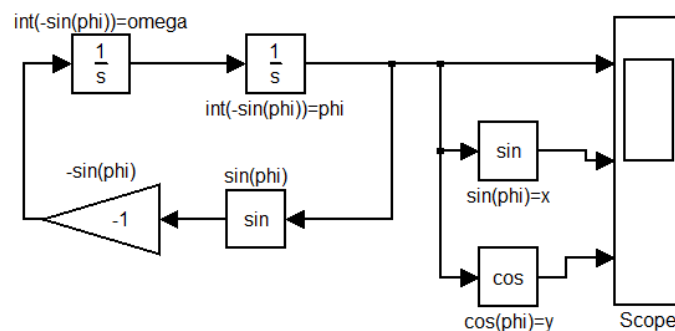 int(-sin(phi))=omega
1
s
1
s
int(-sin(phi))=phi
-sin(phi)
-1
sin(phi)
sin
sin
sin(phi)=x
cos
cos(phi)=y
Scope